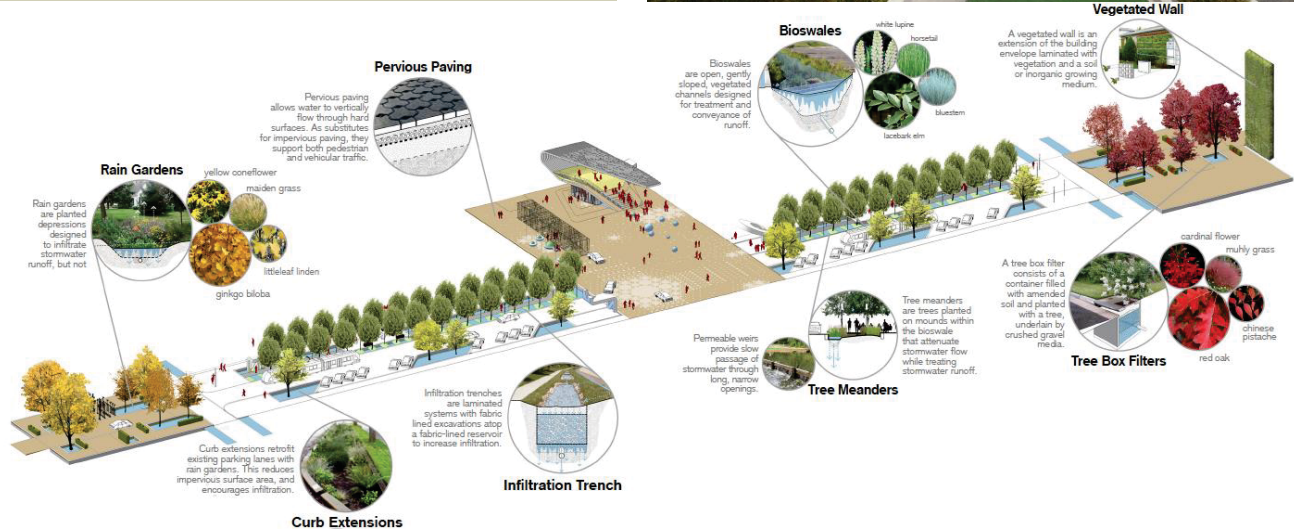 Rain Gardens
Rain gardens
are planted
depressions
designed
to infiltrate
stormwater
runoff, but not
yellow coneflower
maiden grass
littleleaf linden
ginkgo biloba
Pervious Paving
Pervious paving
allows water to vertically
flow through hard
surfaces. As substitutes
for impervious paving, they
support both pedestrian
and vehicular traffic.
Bioswales
Bioswales
are open, gently
sloped, vegetated
channels designed
for treatment and
conveyance of
runoff.
white lupine
horsetail
bluestem
lacebark elm
Vegetated Wall
A vegetated wall is an
extension of the building
envelope laminated with
vegetation and a soil
or inorganic growing
medium.
Curb extensions retrofit
existing parking lanes with
rain gardens. This reduces
impervious surface area, and
encourages infiltration.
Curb Extensions
Infiltration trenches
are laminated
systems with fabric
lined excavations atop
a fabric-lined reservoir
to increase infiltration.
Infiltration Trench
Permeable weirs
provide slow
passage of
stormwater through
long, narrow
openings.
Tree meanders
are trees planted
on mounds within
the bioswale
that attenuate
stormwater flow
while treating
stormwater runoff.
Tree Meanders
A tree box filter
consists of a
container filled
with amended
soil and planted
with a tree,
underlain by
crushed gravel
media.
Tree Box Filters
cardinal flower
muhly grass
chinese
pistache
red oak